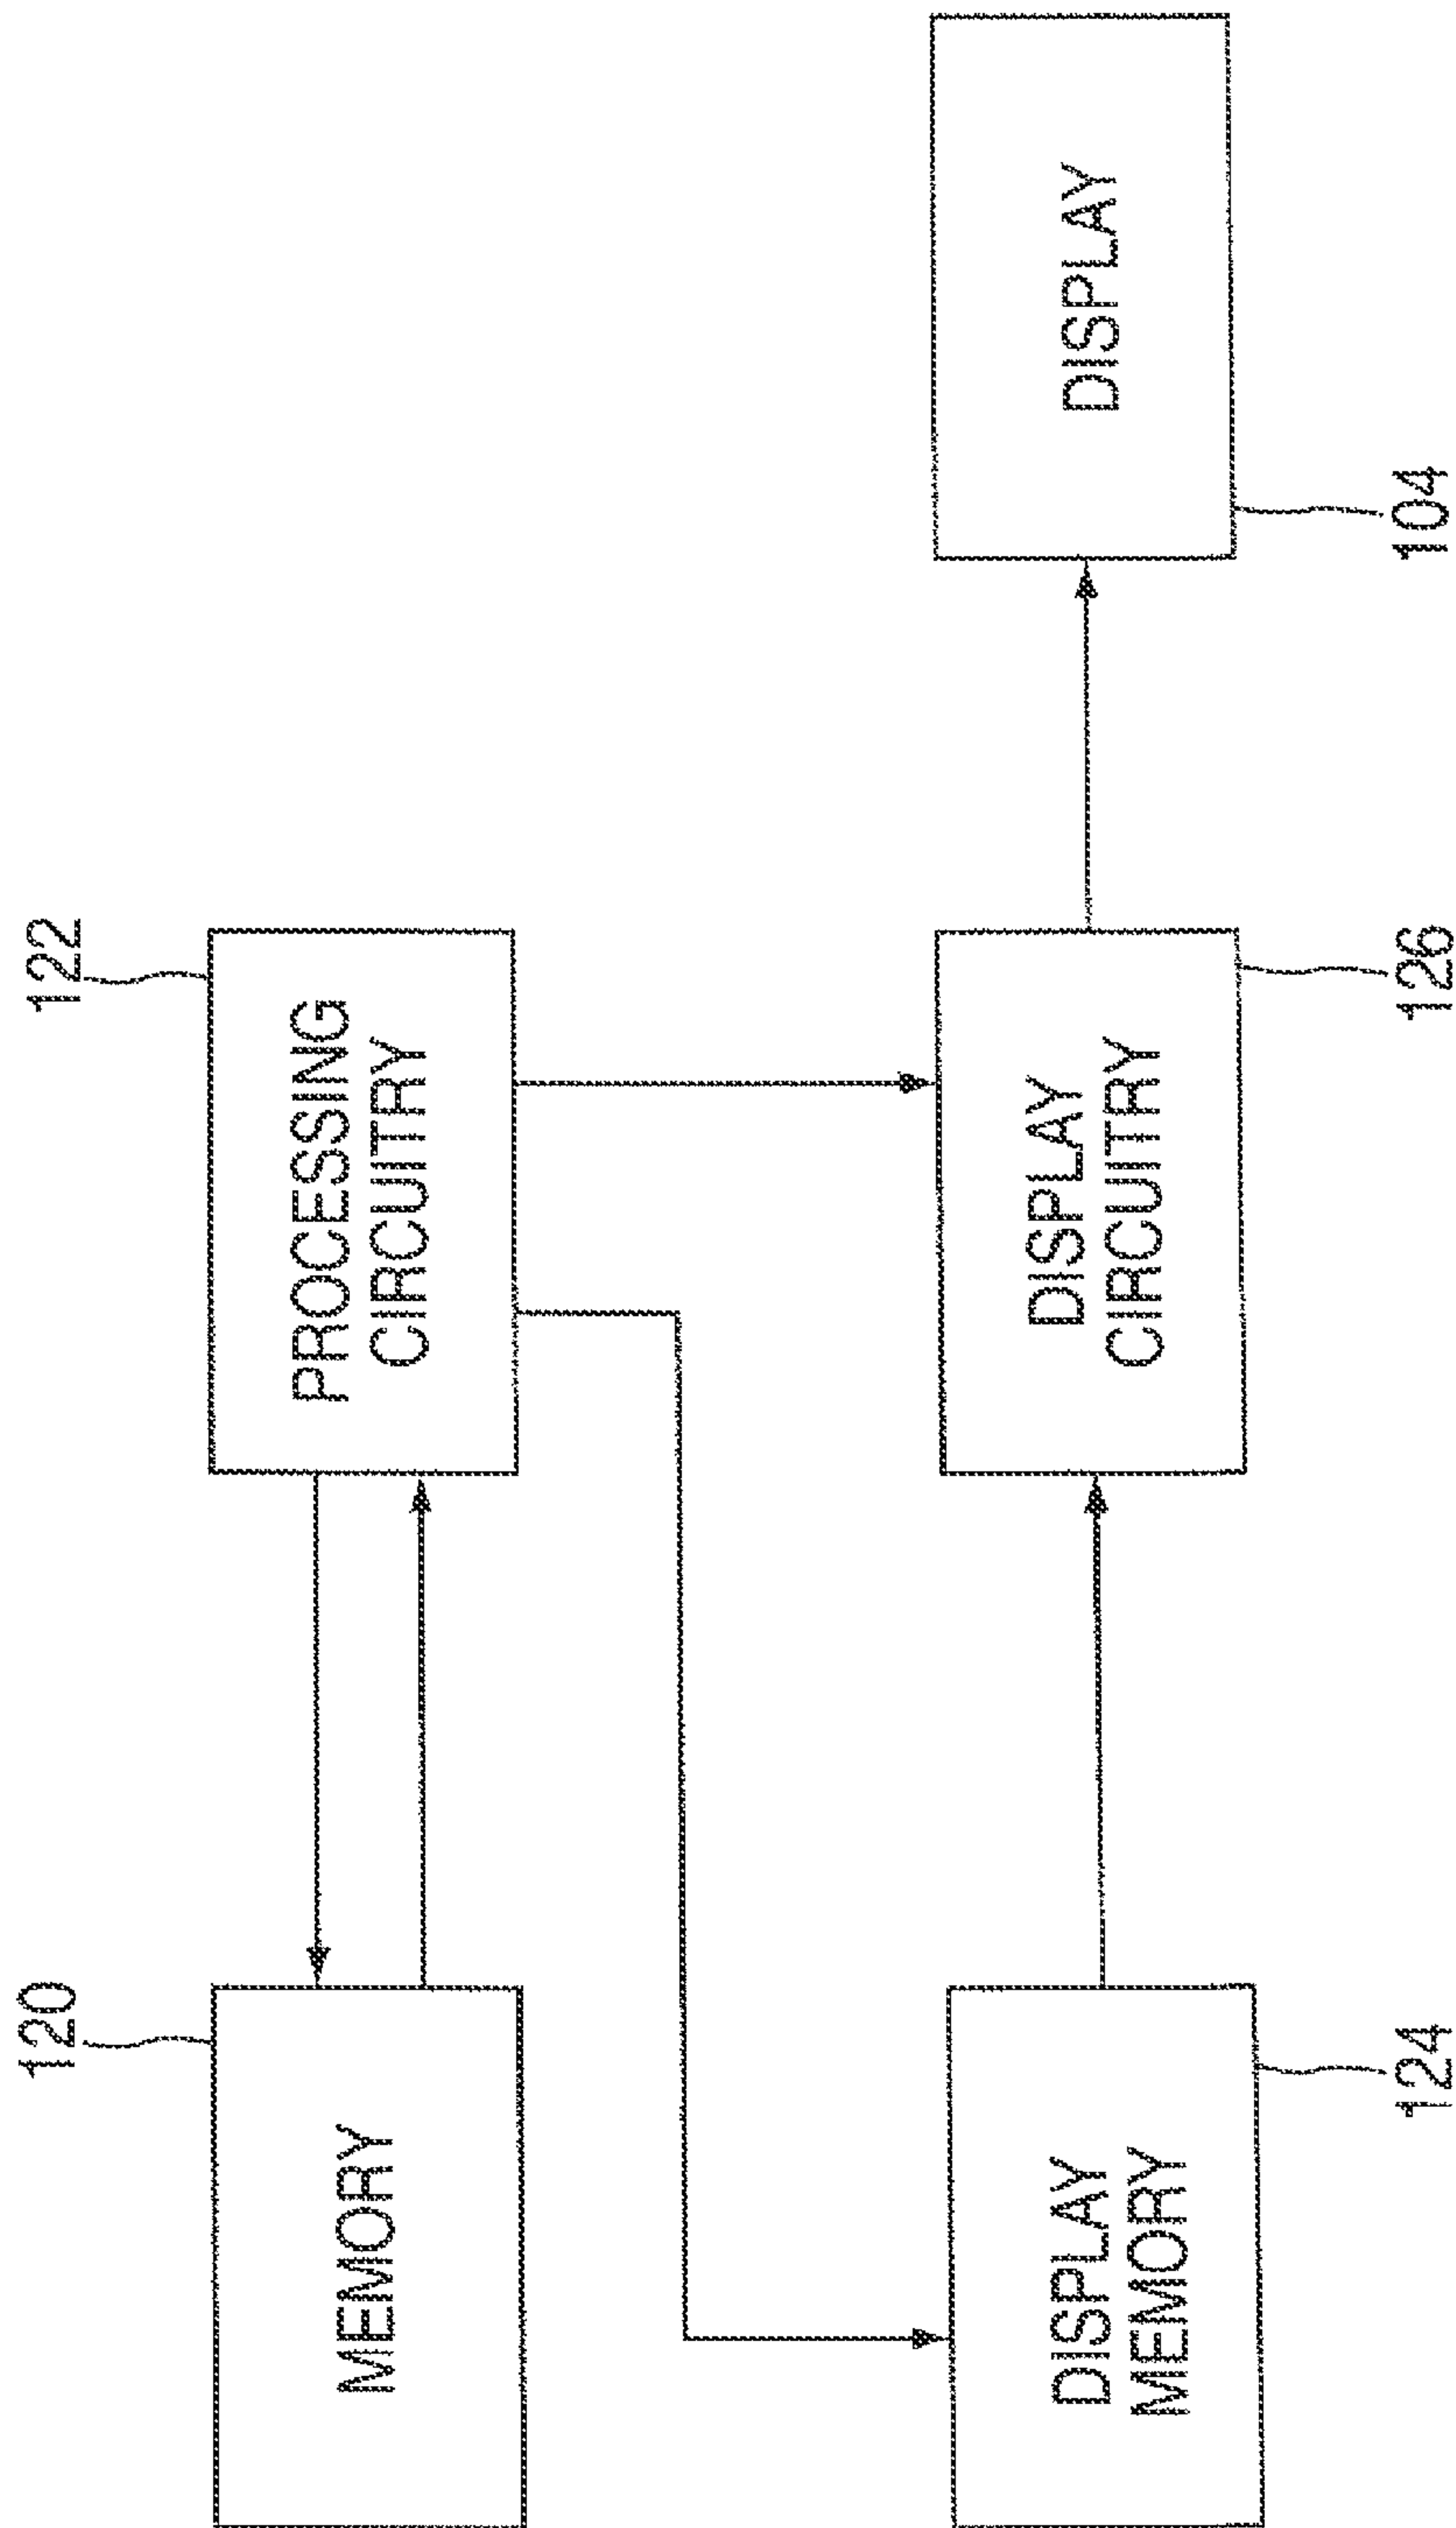 120
122
MEMORY
PROCESSING
CIRCUITRY
DISPLAY
MEMORY
DISPLAY
CIRCUITRY
DISPLAY
124
126
104